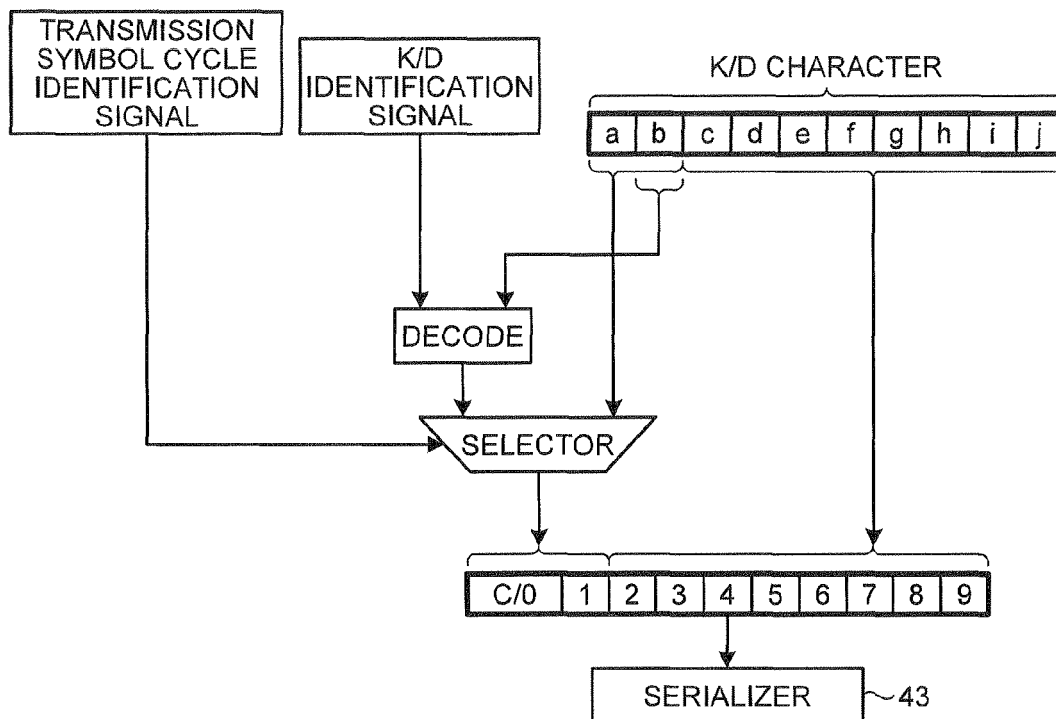 TRANSMISSION
SYMBOL CYCLE
IDENTIFICATION
SIGNAL
K/D
IDENTIFICATION
SIGNAL
K/D CHARACTER
a b c d e f g h i j
DECODE
SELECTOR
C/0 1 2 3 4 5 6 7 8 9
SERIALIZER 43